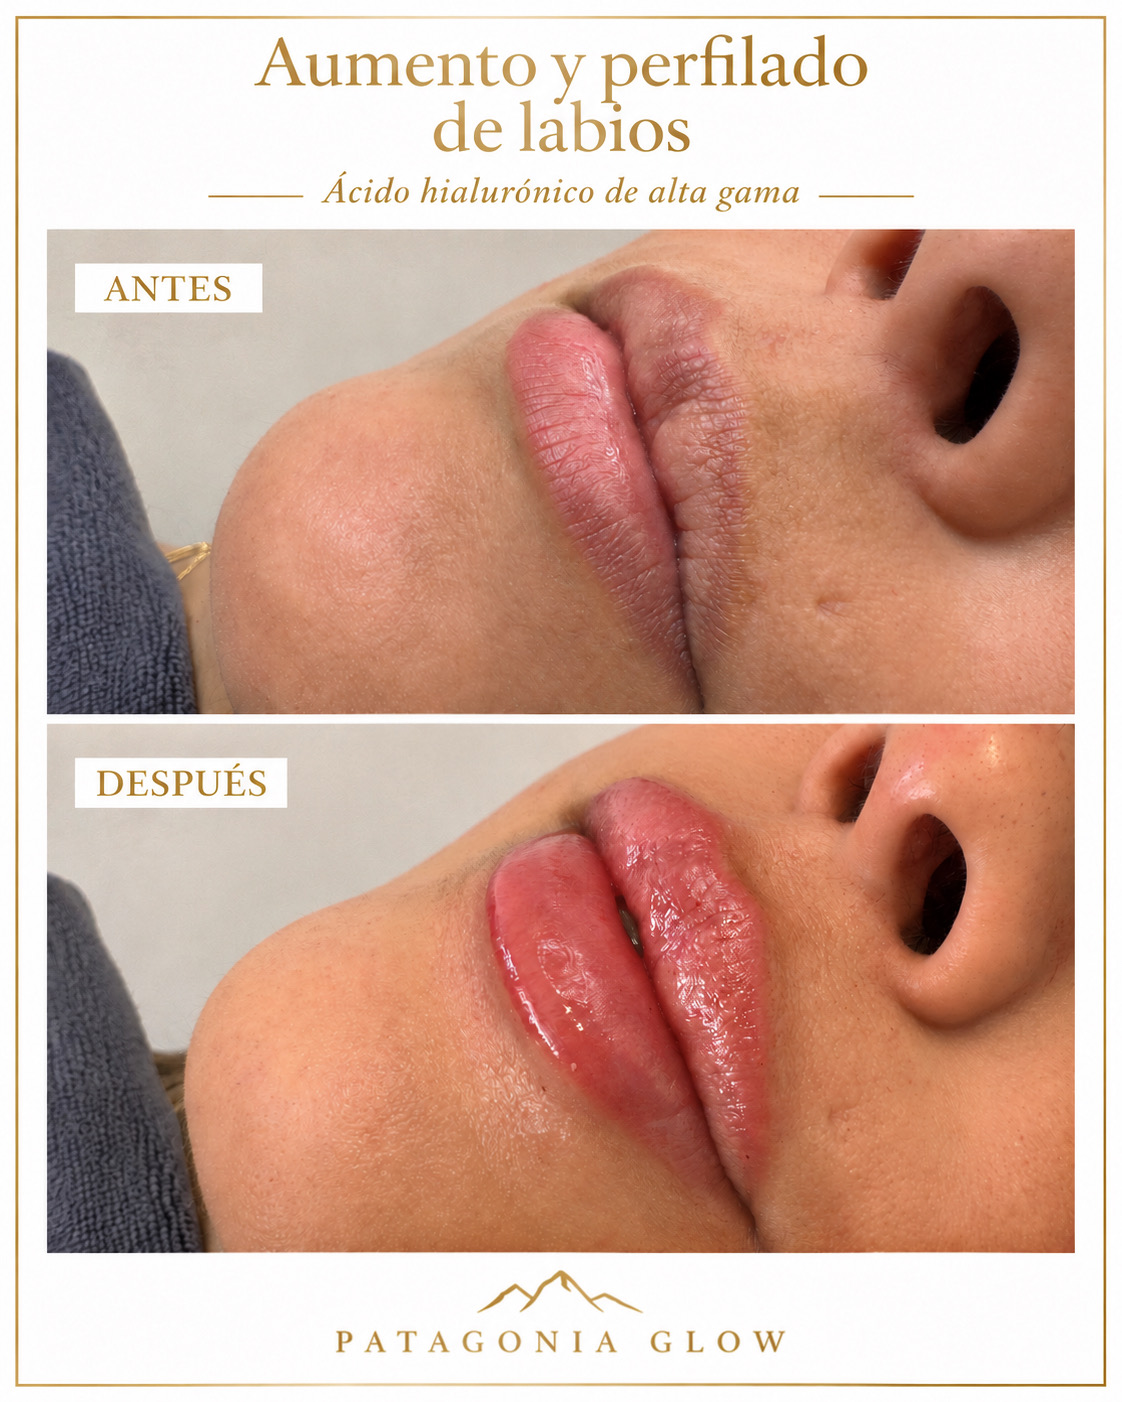 Aumento y perfilado
de labios
Ácido hialurónico de alta gama
ANTES
DESPUÉS
PATAGONIA GLOW